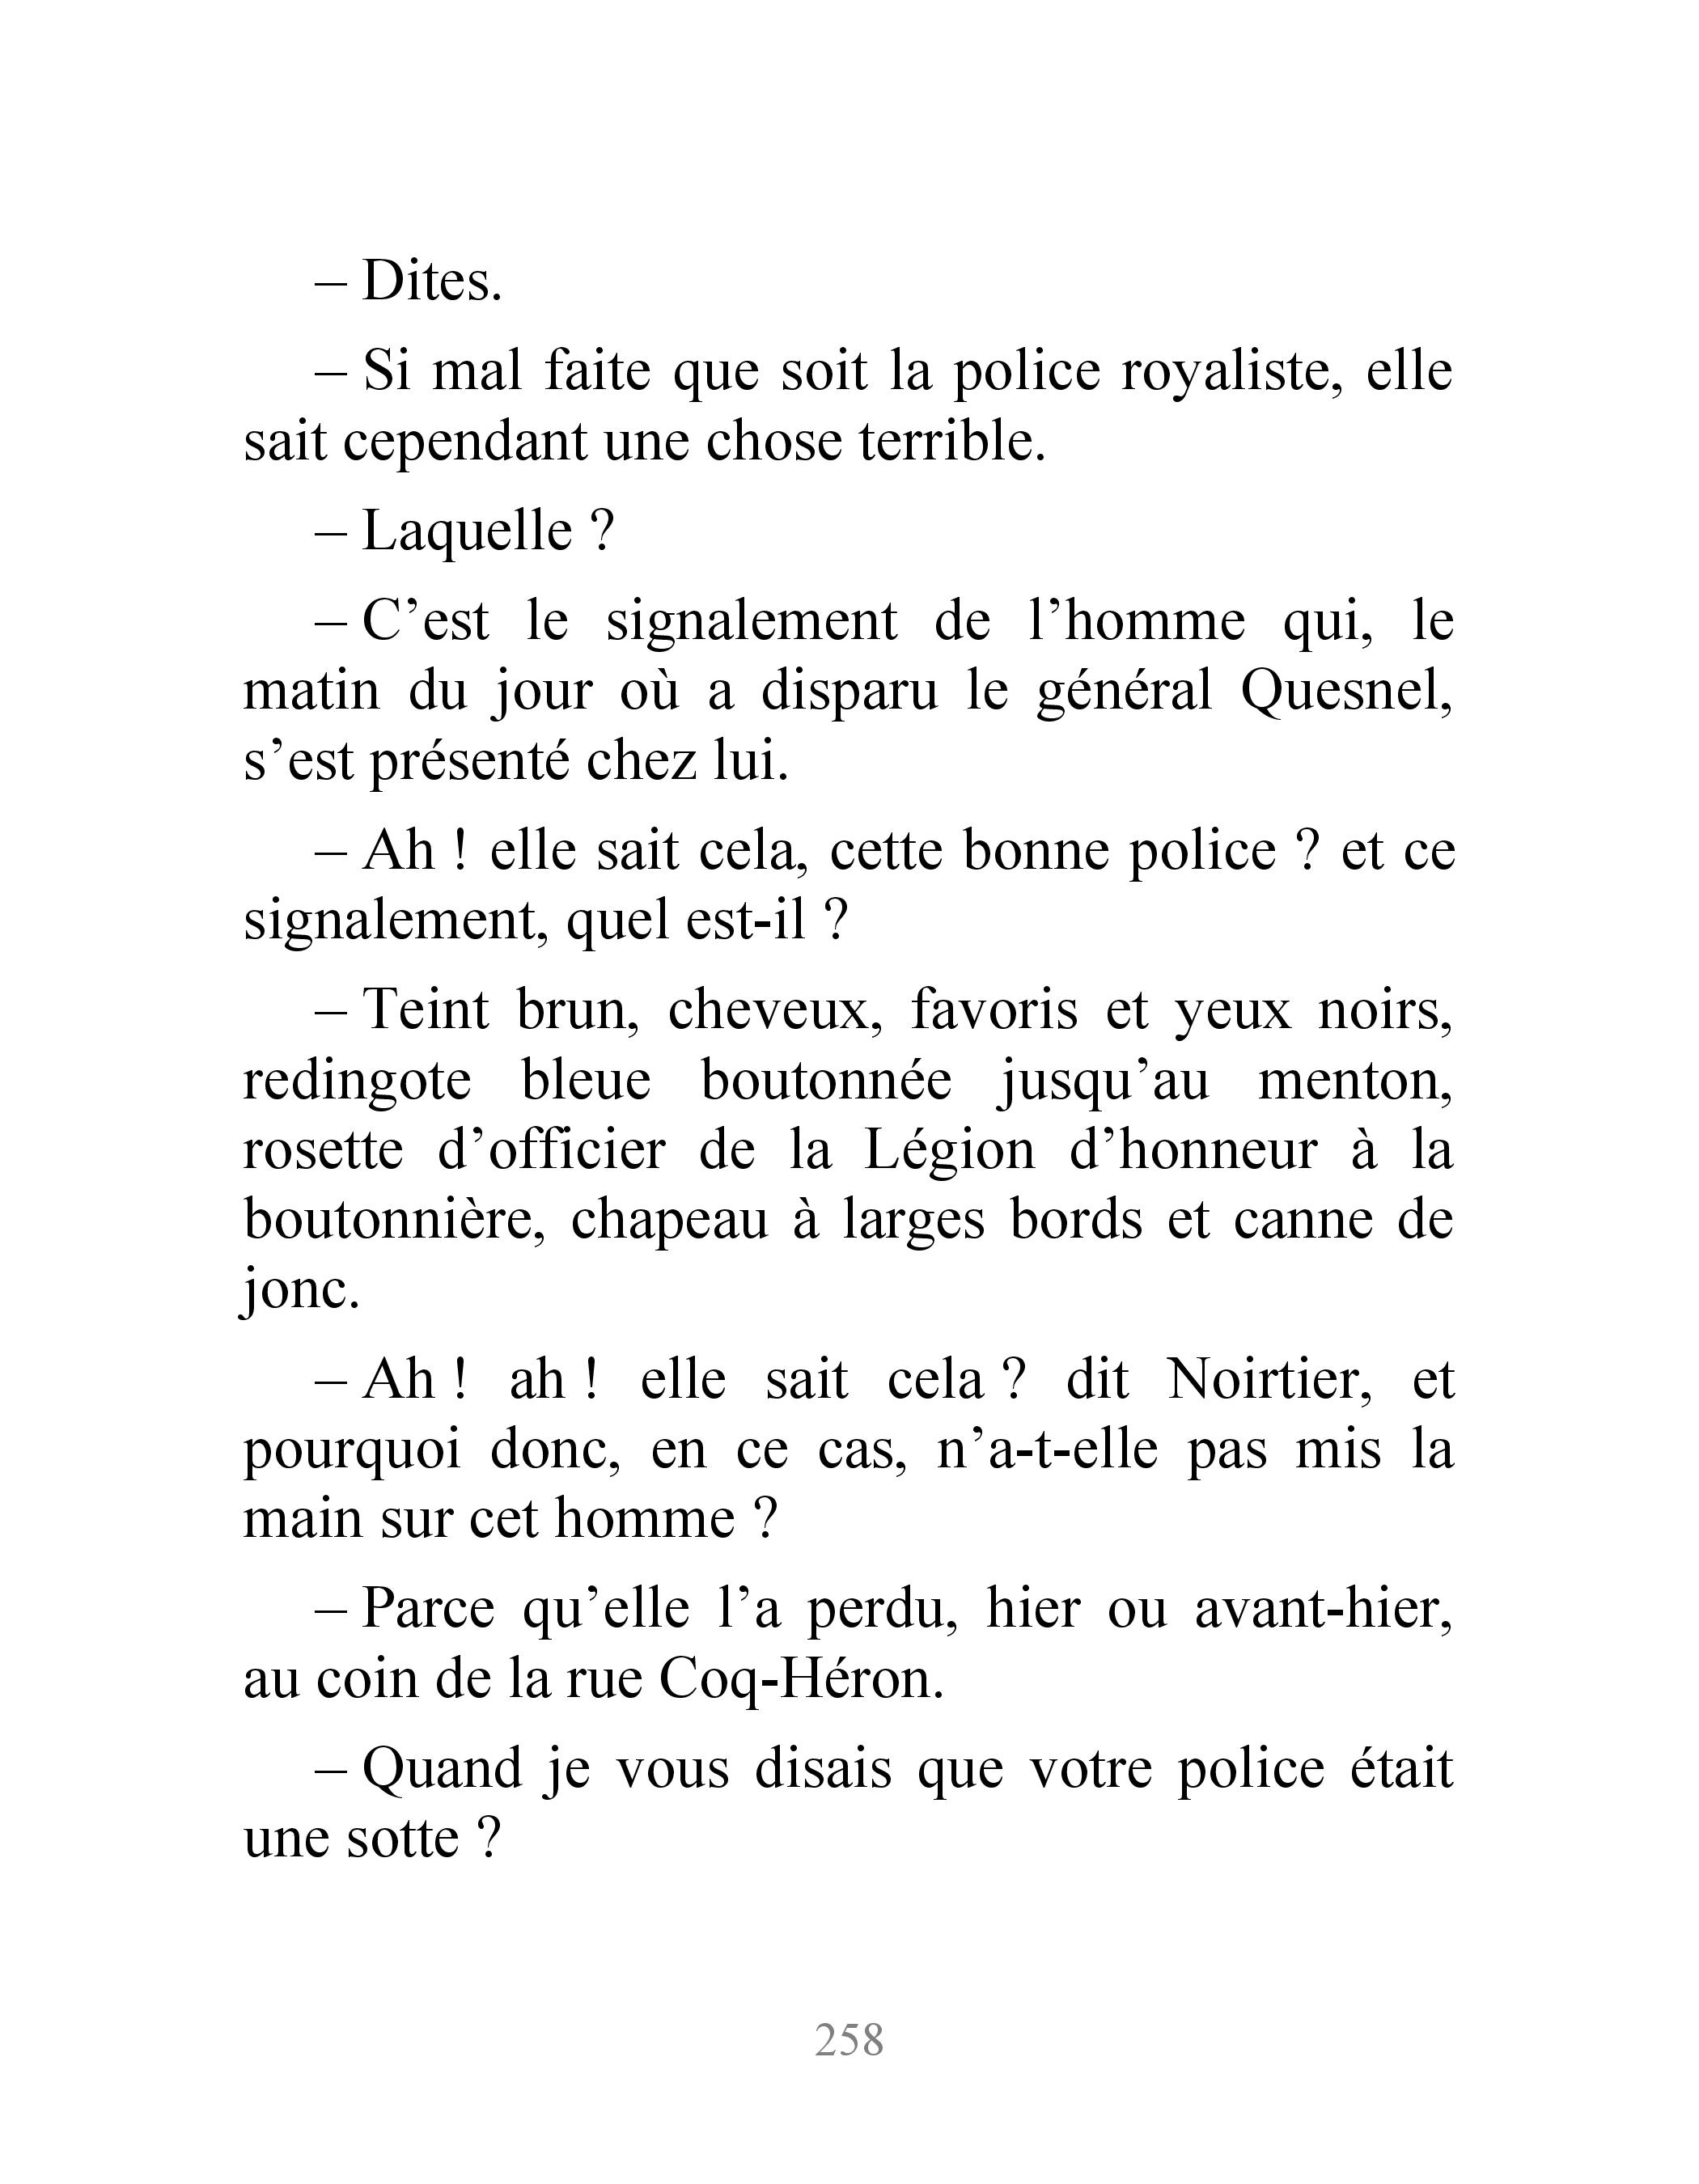 – Dites.
– Si mal faite que soit la police royaliste, elle
sait cependant une chose terrible.
– Laquelle ?
– C’est le signalement de l’homme qui, le
matin du jour où a disparu le général Quesnel,
s’est présenté chez lui.
– Ah ! elle sait cela, cette bonne police ? et ce
signalement, quel est-il ?
– Teint brun, cheveux, favoris et yeux noirs,
redingote bleue boutonnée jusqu’au menton,
rosette d’officier de la Légion d’honneur à la
boutonnière, chapeau à larges bords et canne de
jonc.
– Ah ! ah ! elle sait cela ? dit Noirtier, et
pourquoi donc, en ce cas, n’a-t-elle pas mis la
main sur cet homme ?
– Parce qu’elle l’a perdu, hier ou avant-hier,
au coin de la rue Coq-Héron.
– Quand je vous disais que votre police était
une sotte ?
258